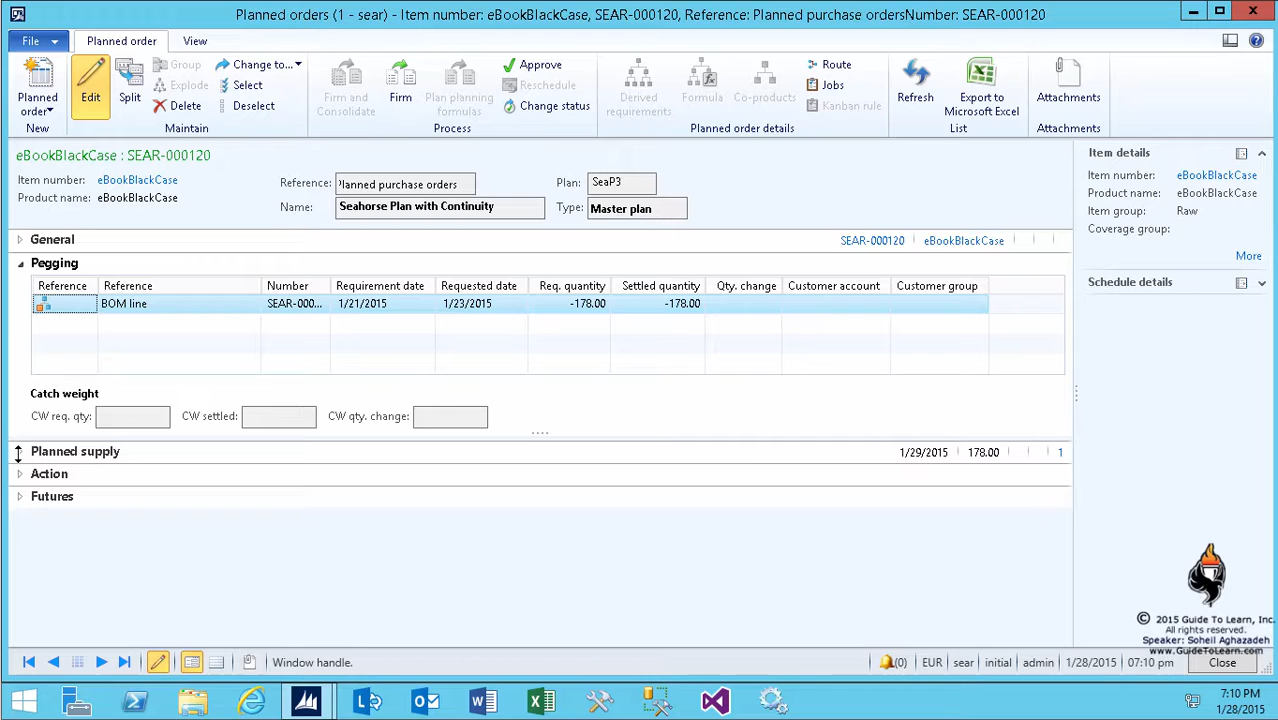 Planned orders (1 - sear) - Item number: eBookBlackCase, SEAR-000120, Reference: Planned purchase ordersNumber: SEAR-000120
File
Planned order
View
Planned order
Edit
Split
Group
Explode
Delete
Change to...
Select
Deselect
Firm and Consolidate
Firm
Plan planning formulas
Approve
Reschedule
Change status
Derived requirements
Formula
Co-products
Route
Jobs
Kanban rule
Refresh
Export to Microsoft Excel
Attachments
New
Maintain
Process
Planned order details
List
Attachments
eBookBlackCase : SEAR-000120
Item number: eBookBlackCase
Product name: eBookBlackCase
Reference: lanned purchase orders
Name: Seahorse Plan with Continuity
Plan: SeaP3
Type: Master plan
General SEAR-000120 eBookBlackCase
Pegging
Reference Reference Number Requirement date Requested date Req. quantity Settled quantity Qty. change Customer account Customer group
BOM line SEAR-000... 1/21/2015 1/23/2015 -178.00 -178.00
Catch weight
CW req. qty: CW settled: CW qty. change:
Planned supply 1/29/2015 178.00 1
Action
Futures
Item details
Item number: eBookBlackCase
Product name: eBookBlackCase
Item group: Raw
Coverage group:
More
Schedule details
© 2015 Guide To Learn, Inc.
All rights reserved.
Speaker: Soheil Aghazadeh
www.GuideToLearn.com
Window handle. (0) EUR sear initial admin 1/28/2015 07:10 pm Close
7:10 PM
1/28/2015